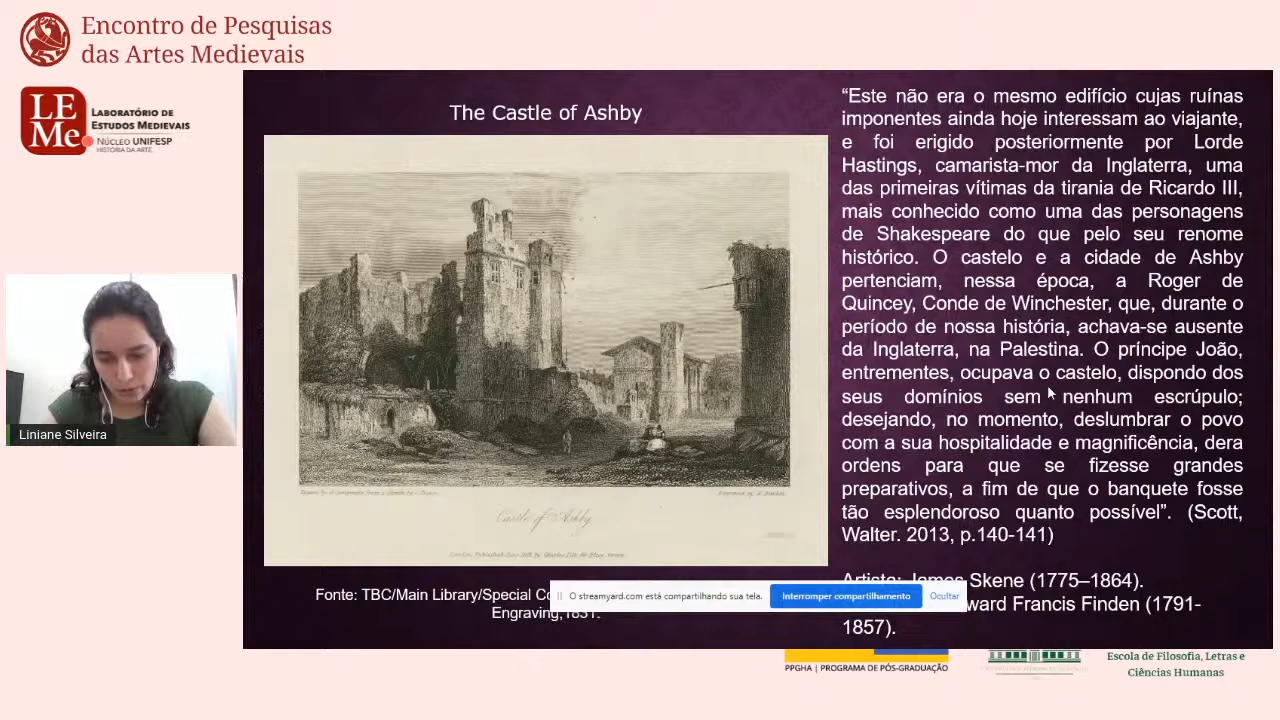 Encontro de Pesquisas
das Artes Medievais
LE
Me
LABORATÓRIO DE
ESTUDOS MEDIEVAIS
NÚCLEO UNIFESP
HISTÓRIA DA ARTE
The Castle of Ashby
Castle of Ashby
Fonte: TBC/Main Library/Special
Engraving,1831.
“Este não era o mesmo edifício cujas ruínas
imponentes ainda hoje interessam ao viajante,
e foi erigido posteriormente por Lorde
Hastings, camarista-mor da Inglaterra, uma
das primeiras vítimas da tirania de Ricardo III,
mais conhecido como uma das personagens
de Shakespeare do que pelo seu renome
histórico. O castelo e a cidade de Ashby
pertenciam, nessa época, a Roger de
Quincey, Conde de Winchester, que, durante o
período de nossa história, achava-se ausente
da Inglaterra, na Palestina. O príncipe João,
entrementes, ocupava o castelo, dispondo dos
seus domínios sem nenhum escrúpulo;
desejando, no momento, deslumbrar o povo
com a sua hospitalidade e magnificência, dera
ordens para que se fizesse grandes
preparativos, a fim de que o banquete fosse
tão esplendoroso quanto possível”. (Scott,
Walter. 2013, p.140-141)
Artista: James Skene (1775–1864).
ward Francis Finden (1791-
1857).
O streamyard.com está compartilhando sua tela.
Interromper compartilhamento
Ocultar
Liniane Silveira
PPGHA | PROGRAMA DE PÓS-GRADUAÇÃO
Escola de Filosofia, Letras e
Ciências Humanas